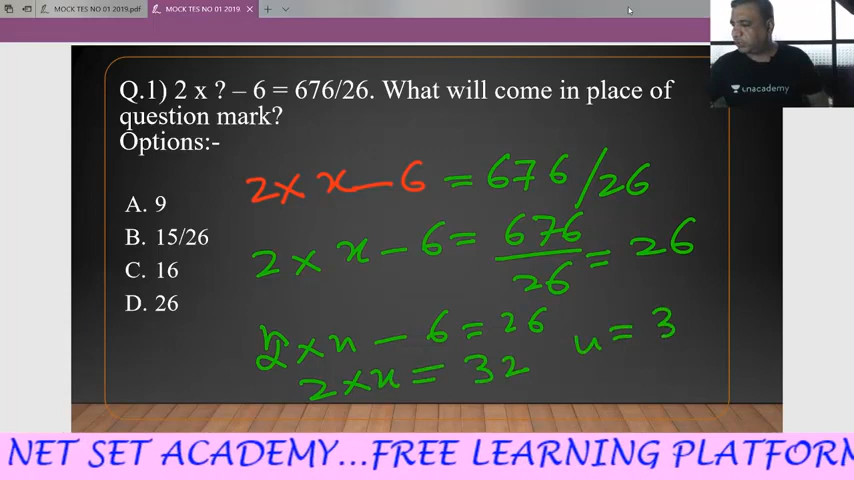 MOCK TES NO 01 2019.pdf
MOCK TES NO 01 2019.
unacademy
Q.1) 2 x ? – 6 = 676/26. What will come in place of
question mark?
Options:-
A. 9
B. 15/26
C. 16
D. 26
2 × x — 6 = 676/26
2 × x – 6 = 676/26 = 26
2 × x – 6 = 26
x = 3
2 × x = 32
NET SET ACADEMY...FREE LEARNING PLATFORM